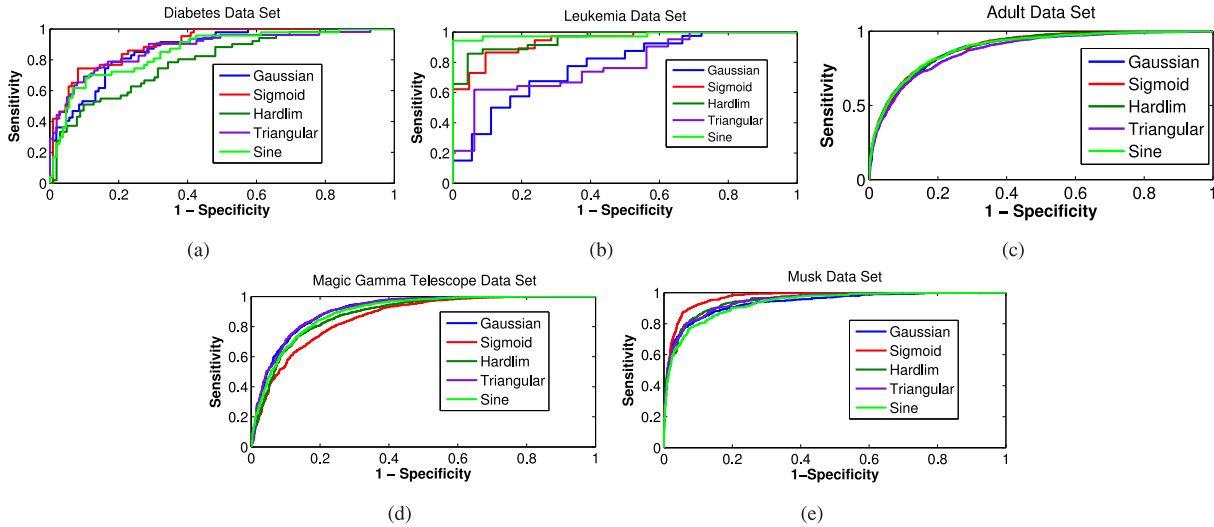 Diabetes Data Set
Sensitivity
1
0.8
0.6
0.4
0.2
0
Gaussian
Sigmoid
Hardlim
Triangular
Sine
0 0.2 0.4 0.6 0.8 1
1 – Specificity
(a)
Leukemia Data Set
Sensitivity
1
0.8
0.6
0.4
0.2
0
Gaussian
Sigmoid
Hardlim
Triangular
Sine
0 0.2 0.4 0.6 0.8 1
1 – Specificity
(b)
Adult Data Set
Sensitivity
1
0.5
0
Gaussian
Sigmoid
Hardlim
Triangular
Sine
0 0.2 0.4 0.6 0.8 1
1 – Specificity
(c)
Magic Gamma Telescope Data Set
Sensitivity
1
0.8
0.6
0.4
0.2
0
Gaussian
Sigmoid
Hardlim
Triangular
Sine
0 0.2 0.4 0.6 0.8 1
1 – Specificity
(d)
Musk Data Set
Sensitivity
1
0.8
0.6
0.4
0.2
0
Gaussian
Sigmoid
Hardlim
Triangular
Sine
0 0.2 0.4 0.6 0.8 1
1–Specificity
(e)